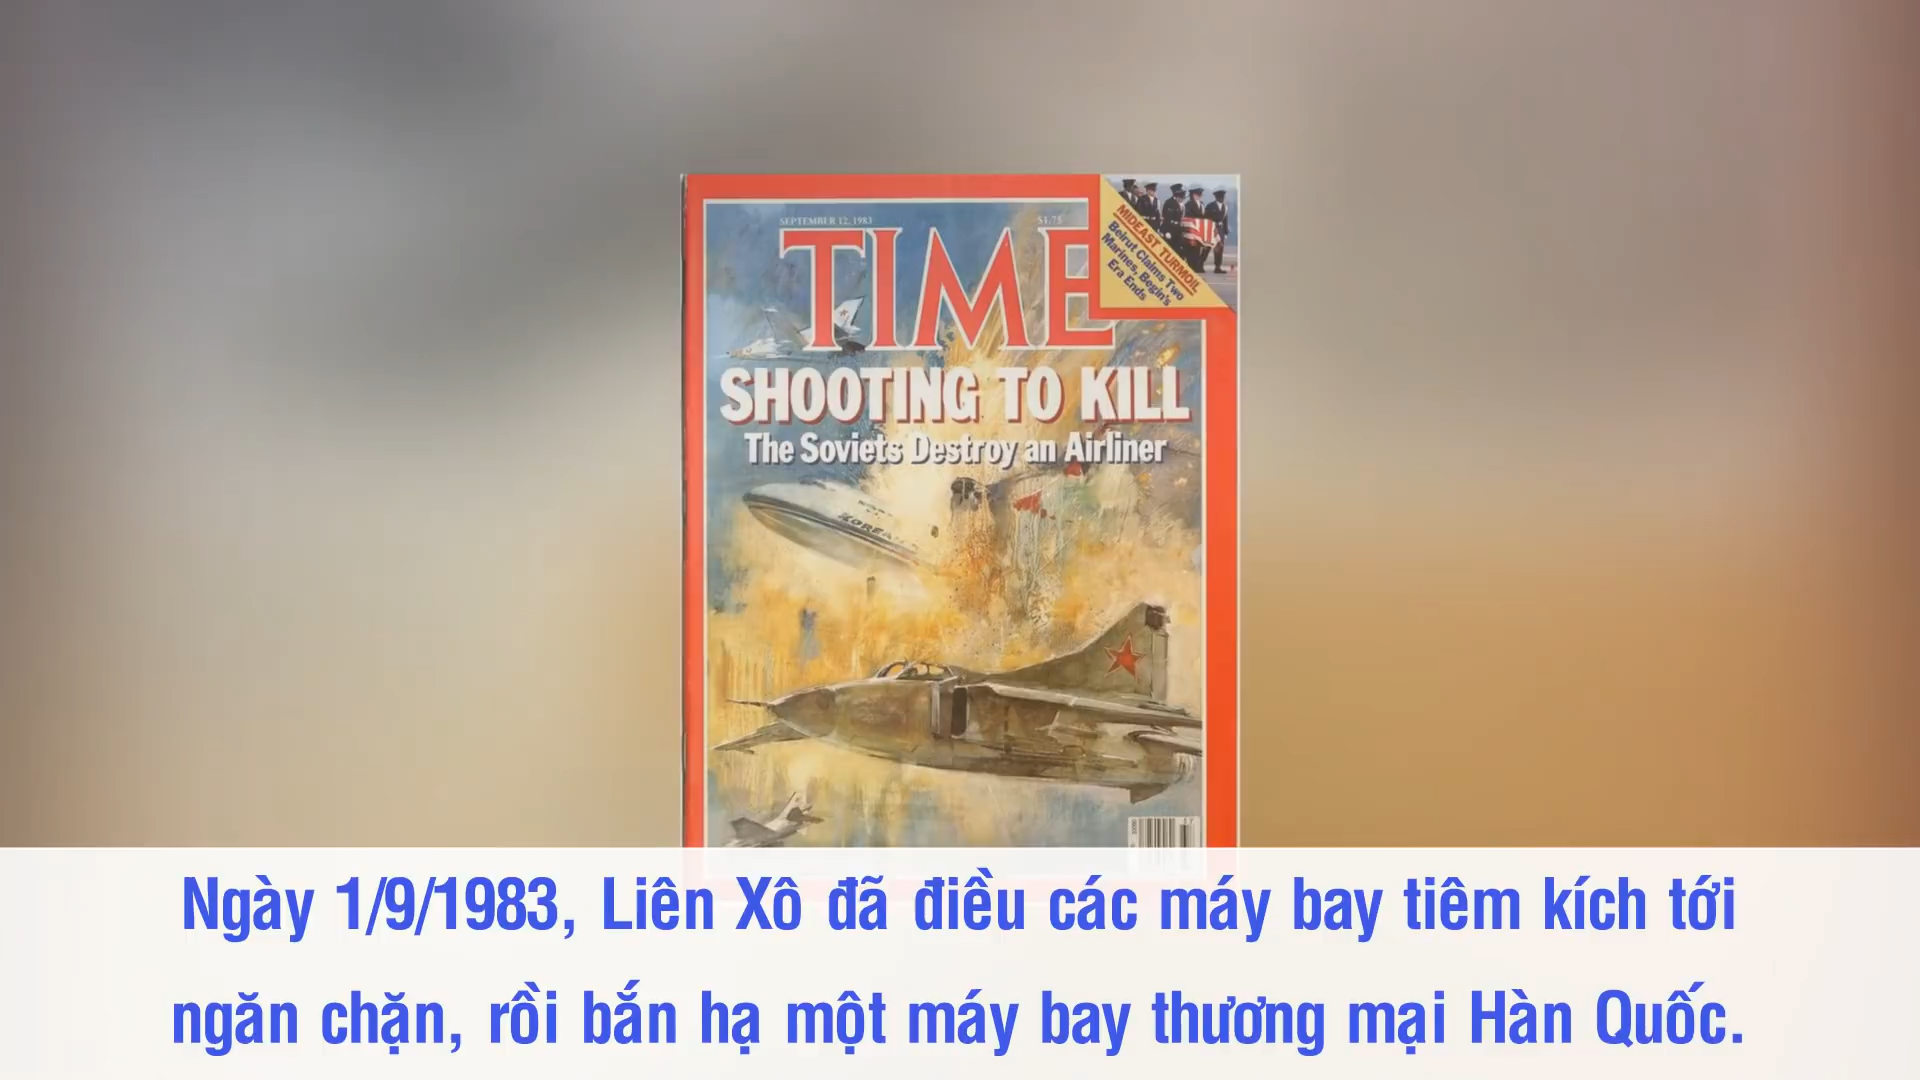 SEPTEMBER 12, 1983
$1.75
TIME
MIDEAST TURMOIL
Beirut Claims Two
Marines, Begin's
Era Ends
SHOOTING TO KILL
The Soviets Destroy an Airliner
KOREAN
Ngày 1/9/1983, Liên Xô đã điều các máy bay tiêm kích tới
ngăn chặn, rồi bắn hạ một máy bay thương mại Hàn Quốc.